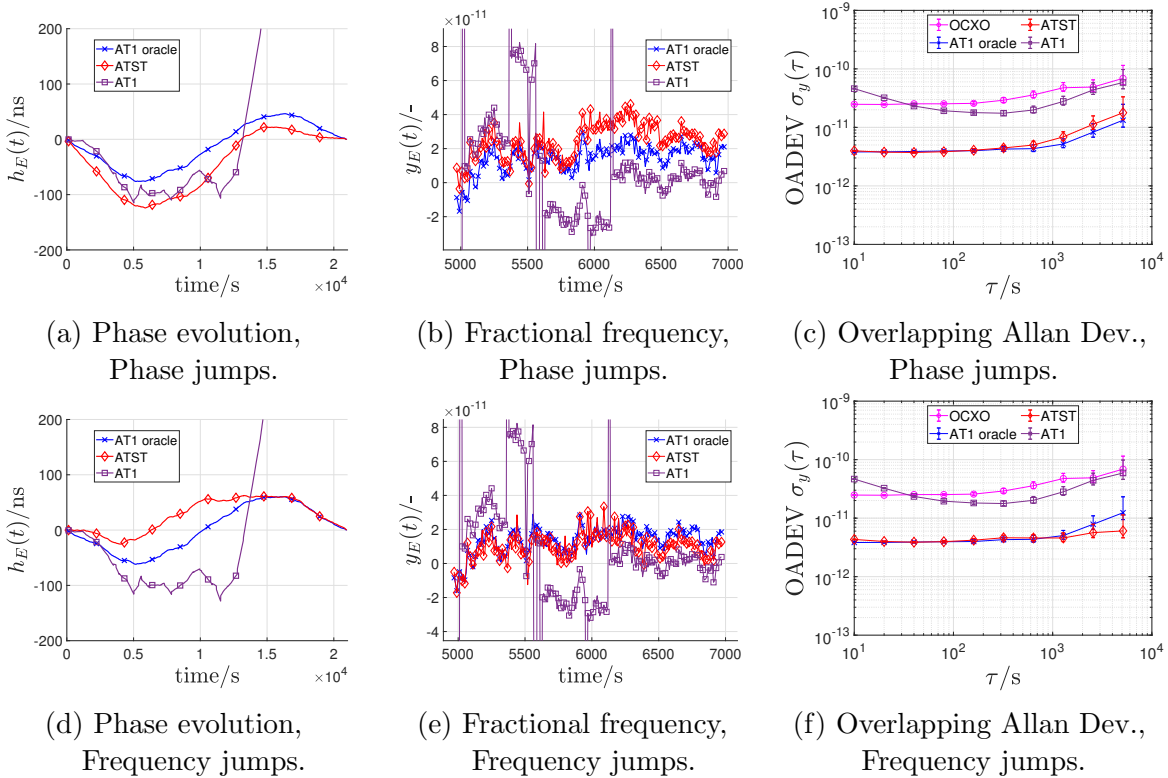 200
100
0
-100
-200
h_E(t)/ns
AT1 oracle
ATST
AT1
0
0.5
1
1.5
2
×10^4
time/s
(a) Phase evolution,
Phase jumps.
×10^-11
8
6
4
2
0
-2
y_E(t)/-
AT1 oracle
ATST
AT1
5000
5500
6000
6500
7000
time/s
(b) Fractional frequency,
Phase jumps.
10^-9
10^-10
10^-11
10^-12
10^-13
OADEV σ_y(τ)
OCXO
ATST
AT1 oracle
AT1
10^1
10^2
10^3
10^4
τ/s
(c) Overlapping Allan Dev.,
Phase jumps.
200
100
0
-100
-200
h_E(t)/ns
AT1 oracle
ATST
AT1
0
0.5
1
1.5
2
×10^4
time/s
(d) Phase evolution,
Frequency jumps.
×10^-11
8
6
4
2
0
-2
-4
y_E(t)/-
AT1 oracle
ATST
AT1
5000
5500
6000
6500
7000
time/s
(e) Fractional frequency,
Frequency jumps.
10^-9
10^-10
10^-11
10^-12
10^-13
OADEV σ_y(τ)
OCXO
ATST
AT1 oracle
AT1
10^1
10^2
10^3
10^4
τ/s
(f) Overlapping Allan Dev.,
Frequency jumps.